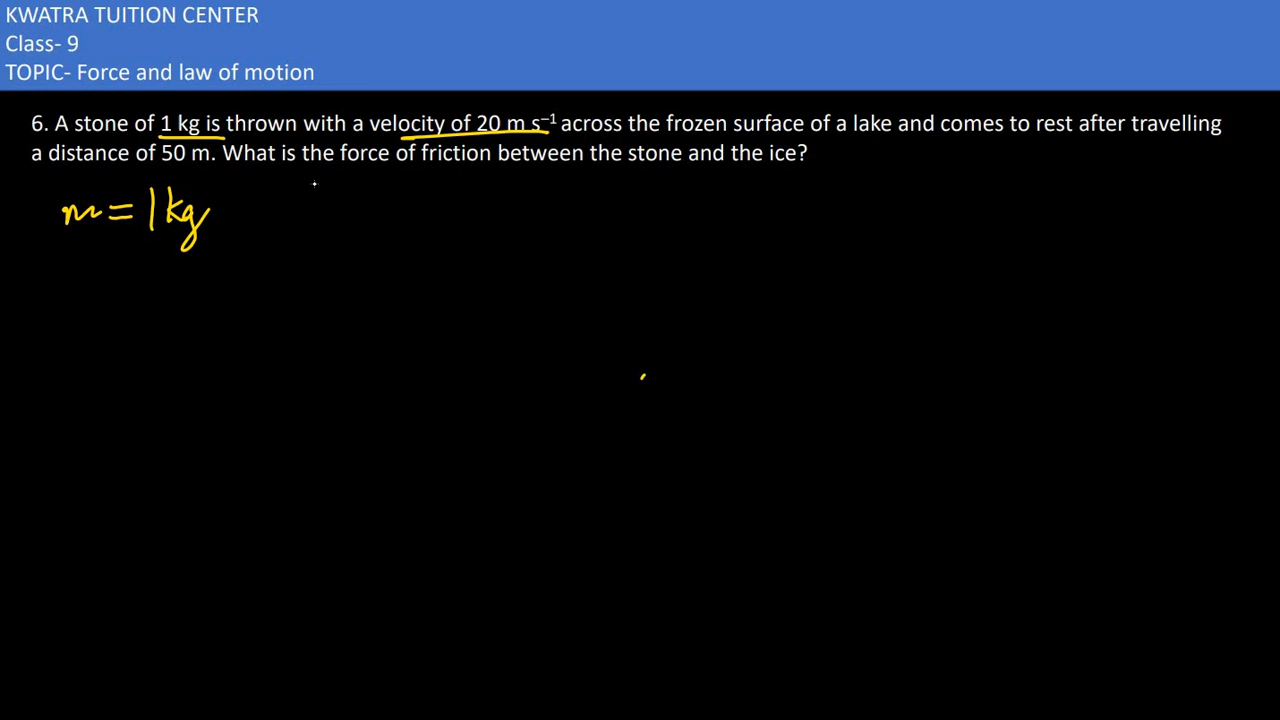 KWATRA TUITION CENTER
Class- 9
TOPIC- Force and law of motion
6. A stone of 1 kg is thrown with a velocity of 20 m s⁻¹ across the frozen surface of a lake and comes to rest after travelling
a distance of 50 m. What is the force of friction between the stone and the ice?
m = 1 kg